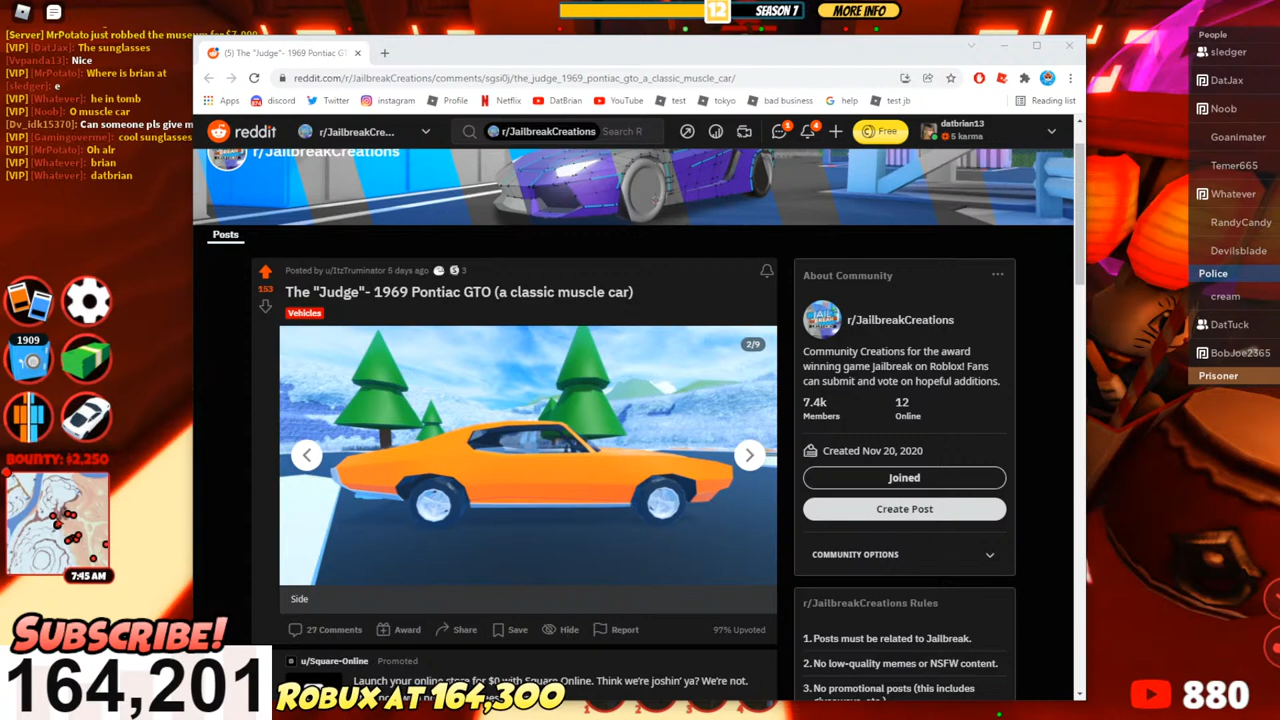 12
SEASON 7
MORE INFO
[Server] MrPotato just robbed the museum for $7,000
[VIP] [DatJax]: The sunglasses
[Vvpanda13]: Nice
[VIP] [MrPotato]: Where is brian at
[sledger]: e
[VIP] [Whatever]: he in tomb
[VIP] [Noob]: O muscle car
[Dv_idk15370]: Can someone pls give m
[VIP] [Gamingoverme]: cool sunglasses
[VIP] [MrPotato]: Oh alr
[VIP] [Whatever]: brian
[VIP] [Whatever]: datbrian
1909
BOUNTY: $2,250
7:45 AM
SUBSCRIBE!
164,201
ROBUX AT 164,300
(5) The "Judge"- 1969 Pontiac GT
reddit.com/r/JailbreakCreations/comments/sgsi0j/the_judge_1969_pontiac_gto_a_classic_muscle_car/
Apps discord Twitter instagram Profile Netflix DatBrian YouTube test tokyo bad business help test jb Reading list
reddit r/JailbreakCre... r/JailbreakCreations Search R 1 4 Free datbrian13
5 karma
r/JailbreakCreations
Posts
Posted by u/ItzTruminator 5 days ago 3
153
The "Judge"- 1969 Pontiac GTO (a classic muscle car)
Vehicles
2/9
Side
27 Comments Award Share Save Hide Report 97% Upvoted
u/Square-Online Promoted
Launch your online store for $0 with Square Online. Think we're joshin' ya? We're not.
About Community
r/JailbreakCreations
Community Creations for the award
winning game Jailbreak on Roblox! Fans
can submit and vote on hopeful additions.
7.4k 12
Members Online
Created Nov 20, 2020
Joined
Create Post
COMMUNITY OPTIONS
r/JailbreakCreations Rules
1. Posts must be related to Jailbreak.
2. No low-quality memes or NSFW content.
3. No promotional posts (this includes
People
sledger
DatJax
Noob
Goanimater
Temer665
Whatever
RandyCandy
Devilsblade
Police
cream
DatTuck
BobJoe2365
Prisoner
880